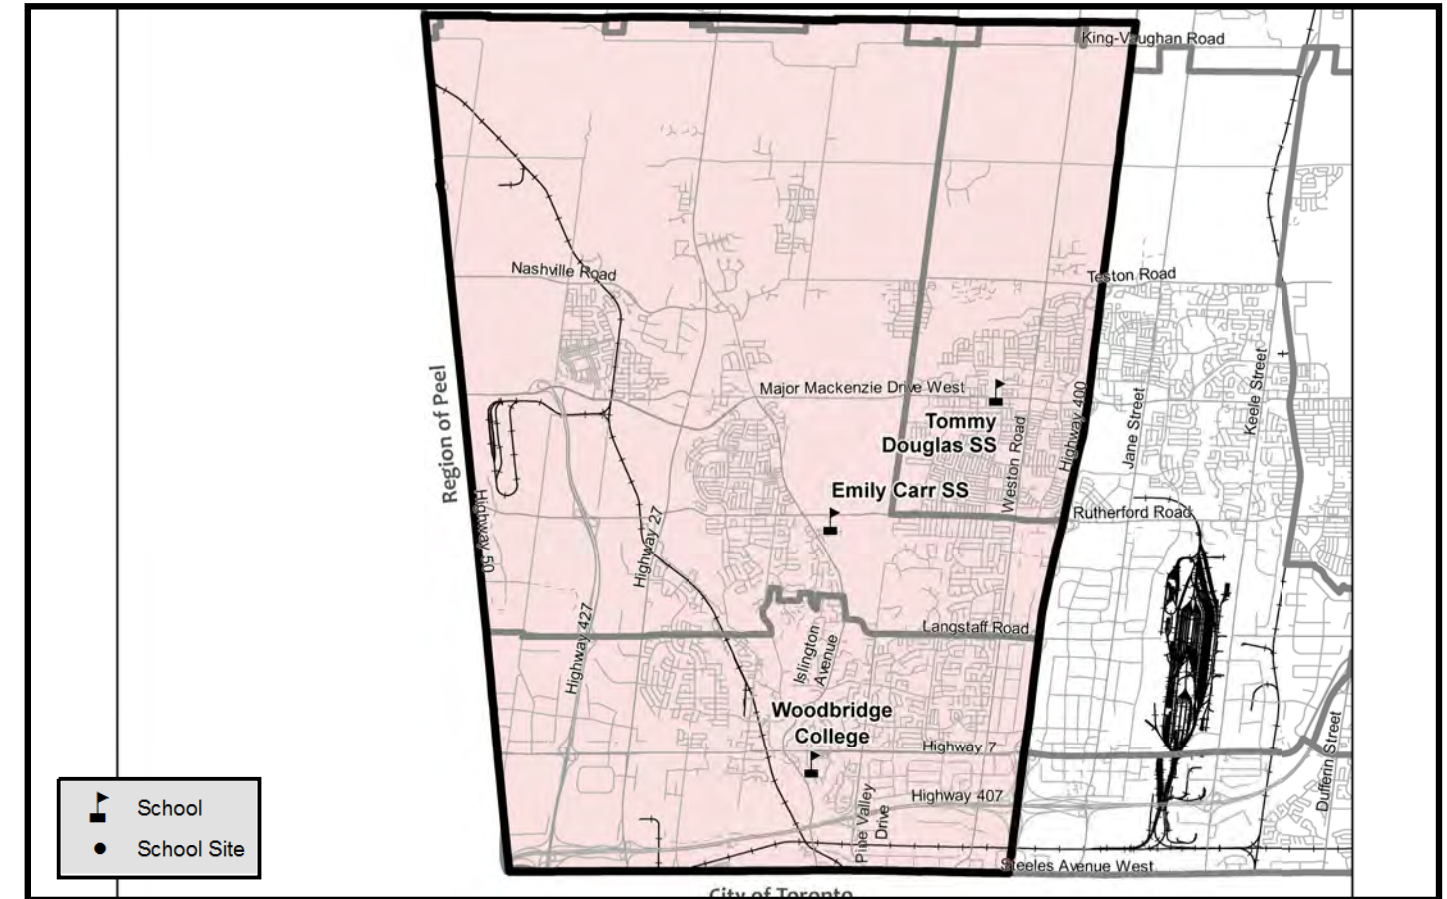 King-Vaughan Road
Nashville Road
Teston Road
Region of Peel
Major Mackenzie Drive West
Tommy
Douglas SS
Weston Road
Highway 400
Jane Street
Keele Street
Emily Carr SS
Highway 50
Highway 27
Rutherford Road
Highway 427
Islington
Avenue
Langstaff Road
Woodbridge
College
Highway 7
Highway 407
Pine Valley
Drive
Dufferin Street
Steeles Avenue West
City of Toronto
School
School Site